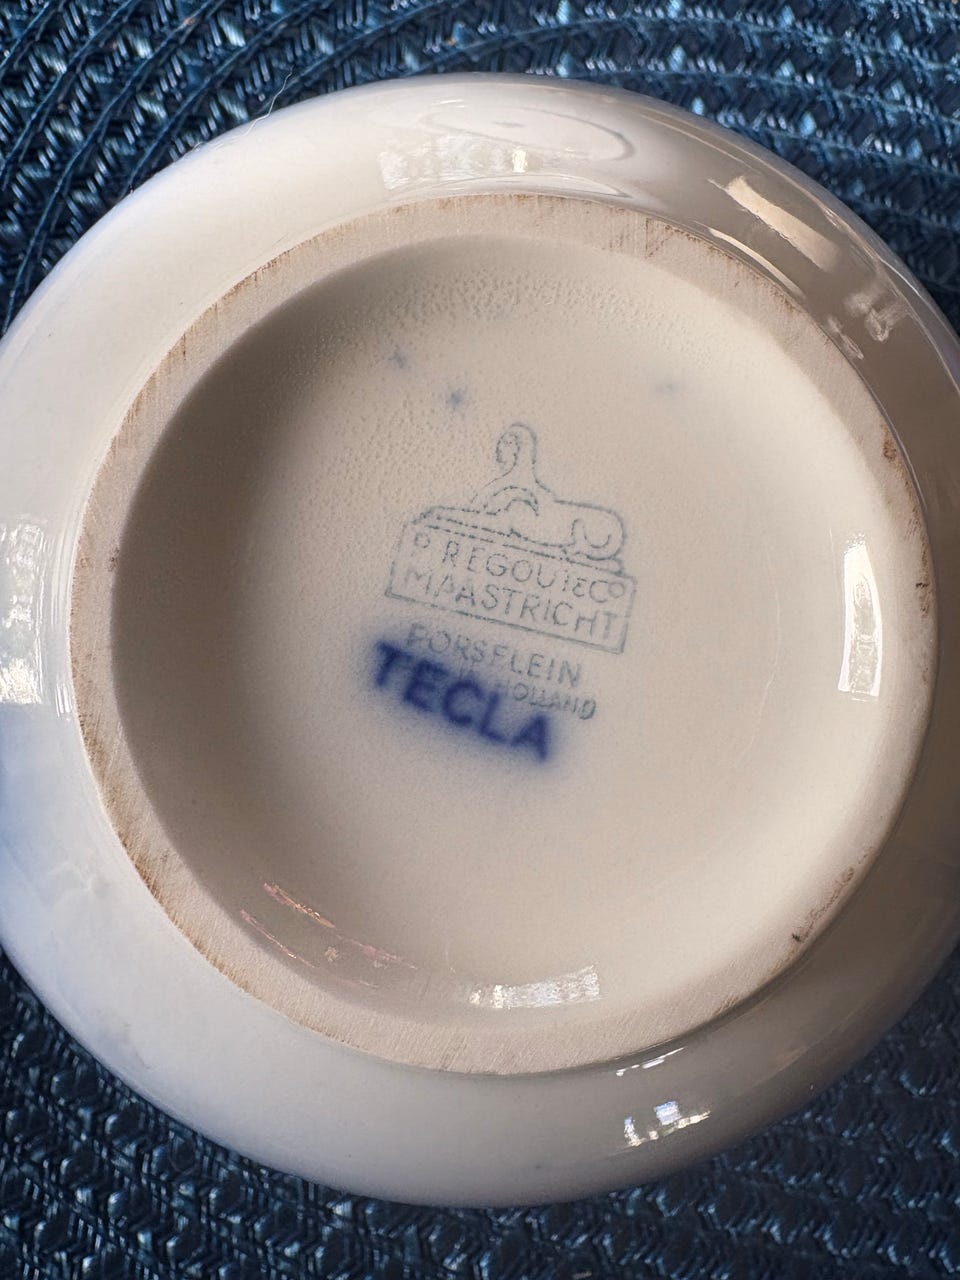 P. REGOUT & Co
MAASTRICHT
PORSELEIN
HOLLAND
TECLA